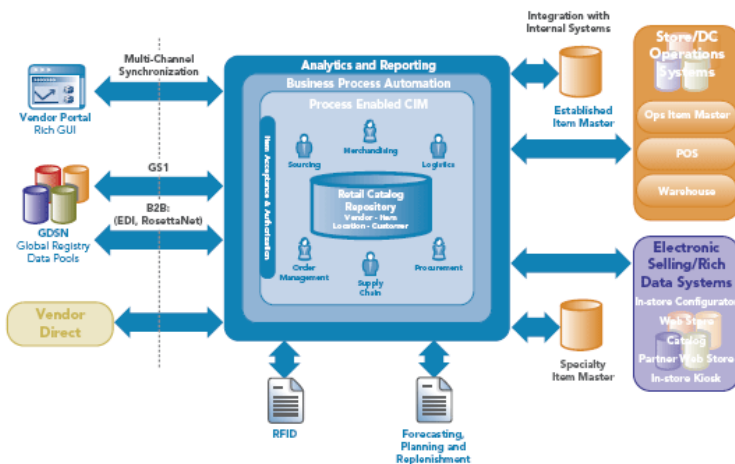 Multi-Channel
Synchronization
Vendor Portal
Rich GUI
GS1
B2B:
(EDI, RosettaNet)
GDSN
Global Registry
Data Pools
Vendor
Direct
Analytics and Reporting
Business Process Automation
Process Enabled CIM
Item Acceptance & Authorization
Sourcing
Merchandising
Logistics
Retail Catalog
Repository
Vendor - Item
Location - Customer
Order
Management
Supply
Chain
Procurement
RFID
Forecasting,
Planning and
Replenishment
Integration with
Internal Systems
Established
Item Master
Specialty
Item Master
Store/DC
Operations
Systems
Ops Item Master
POS
Warehouse
Electronic
Selling/Rich
Data Systems
In-store Configurator
Web Store
Catalog
Partner Web Store
In-store Kiosk